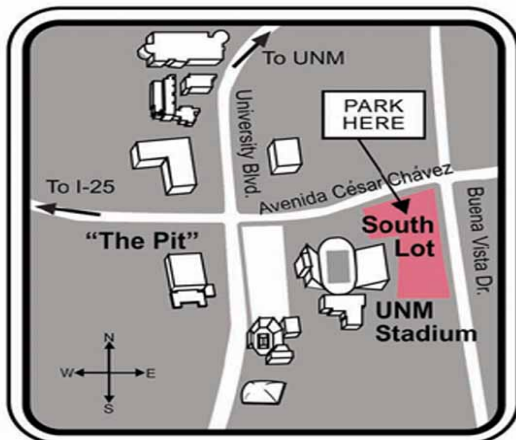 To UNM
University Blvd.
PARK
HERE
To I-25
Avenida César Chávez
"The Pit"
South
Lot
Buena Vista Dr.
UNM
Stadium
N
W
E
S